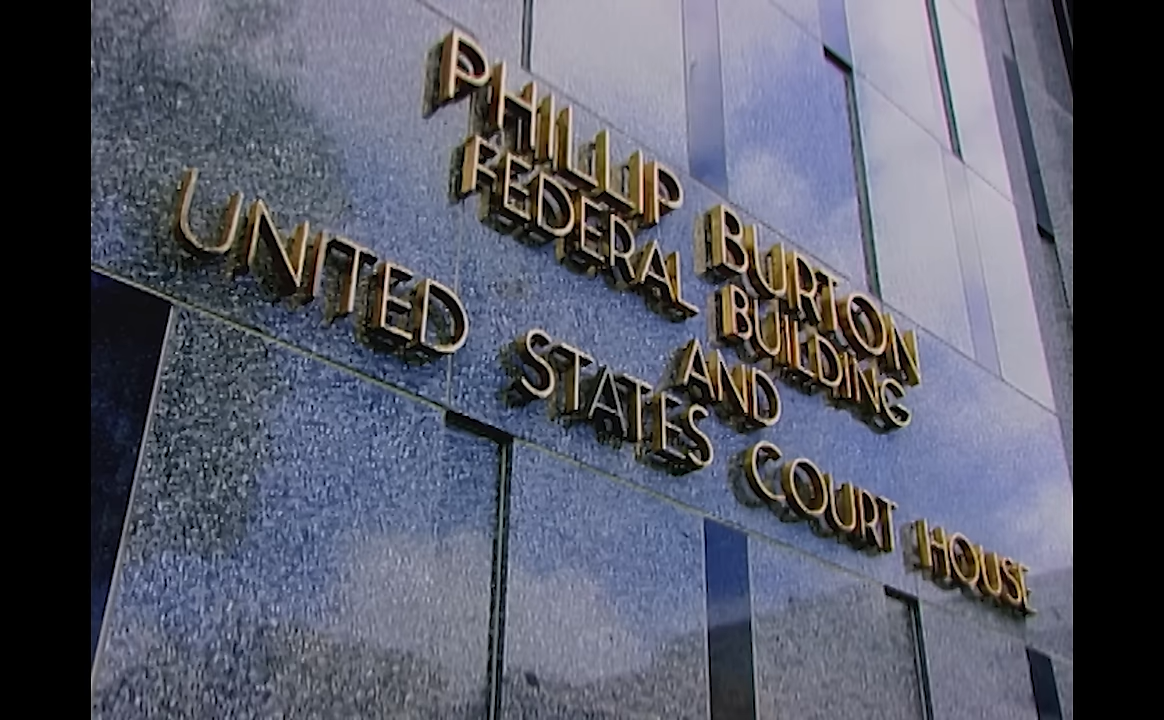 PHILLIP BURTON
FEDERAL BUILDING
AND
UNITED STATES COURT HOUSE